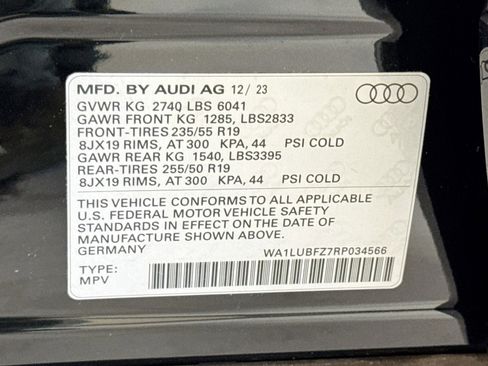 MFD. BY AUDI AG 12/ 23
GVWR KG 2740 LBS 6041
GAWR FRONT KG 1285, LBS2833
FRONT-TIRES 235/55 R19
8JX19 RIMS, AT 300 KPA, 44 PSI COLD
GAWR REAR KG 1540, LBS3395
REAR-TIRES 255/50 R19
8JX19 RIMS, AT 300 KPA, 44 PSI COLD
THIS VEHICLE CONFORMS TO ALL APPLICABLE
U.S. FEDERAL MOTOR VEHICLE SAFETY
STANDARDS IN EFFECT ON THE DATE OF
MANUFACTURE SHOWN ABOVE.
GERMANY
WA1LUBFZ7RP034566
TYPE:
MPV